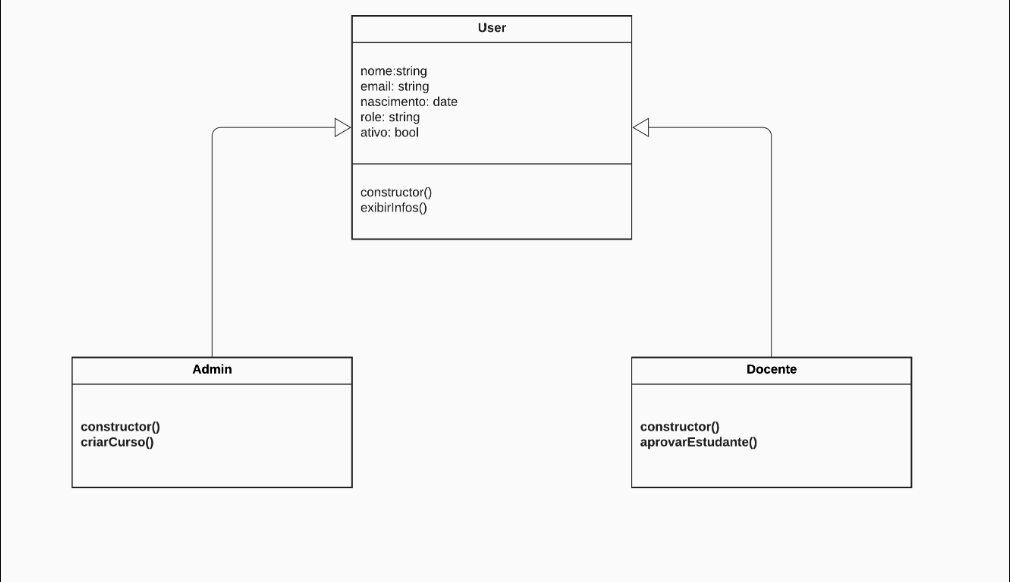 User
nome:string
email: string
nascimento: date
role: string
ativo: bool
constructor()
exibirInfos()
Admin
constructor()
criarCurso()
Docente
constructor()
aprovarEstudante()